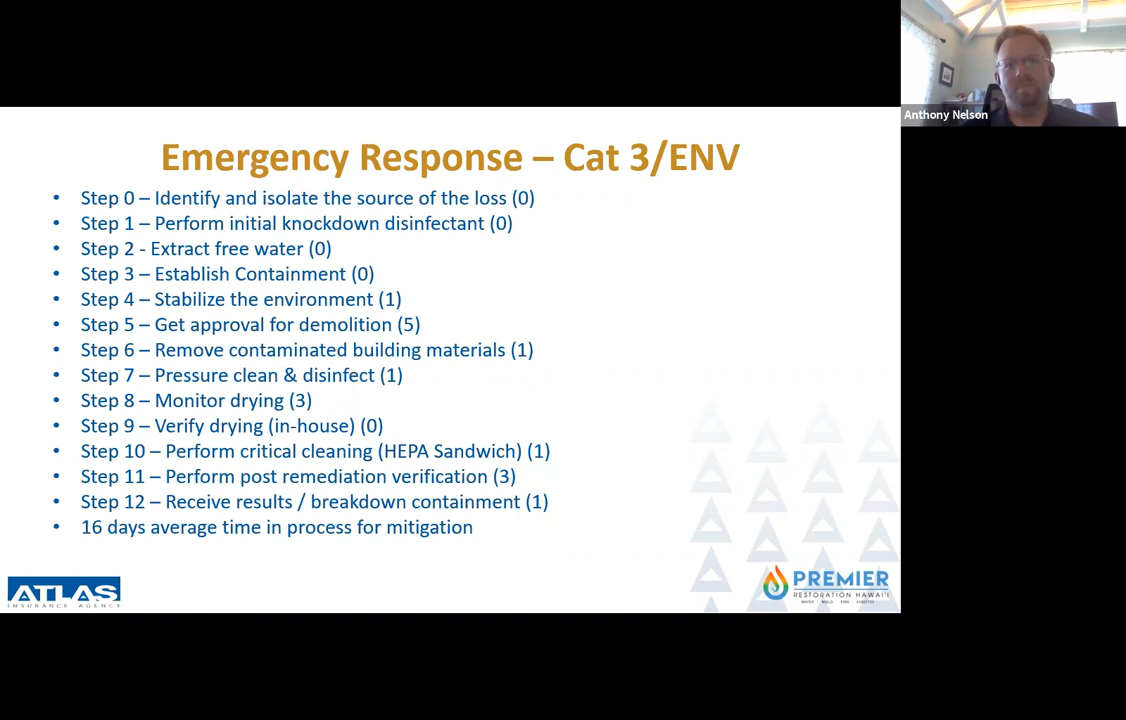 Anthony Nelson
Emergency Response – Cat 3/ENV
• Step 0 – Identify and isolate the source of the loss (0)
• Step 1 – Perform initial knockdown disinfectant (0)
• Step 2 - Extract free water (0)
• Step 3 – Establish Containment (0)
• Step 4 – Stabilize the environment (1)
• Step 5 – Get approval for demolition (5)
• Step 6 – Remove contaminated building materials (1)
• Step 7 – Pressure clean & disinfect (1)
• Step 8 – Monitor drying (3)
• Step 9 – Verify drying (in-house) (0)
• Step 10 – Perform critical cleaning (HEPA Sandwich) (1)
• Step 11 – Perform post remediation verification (3)
• Step 12 – Receive results / breakdown containment (1)
• 16 days average time in process for mitigation
ATLAS
INSURANCE AGENCY
PREMIER
RESTORATION HAWAI'I
WATER MOLD FIRE ASBESTOS